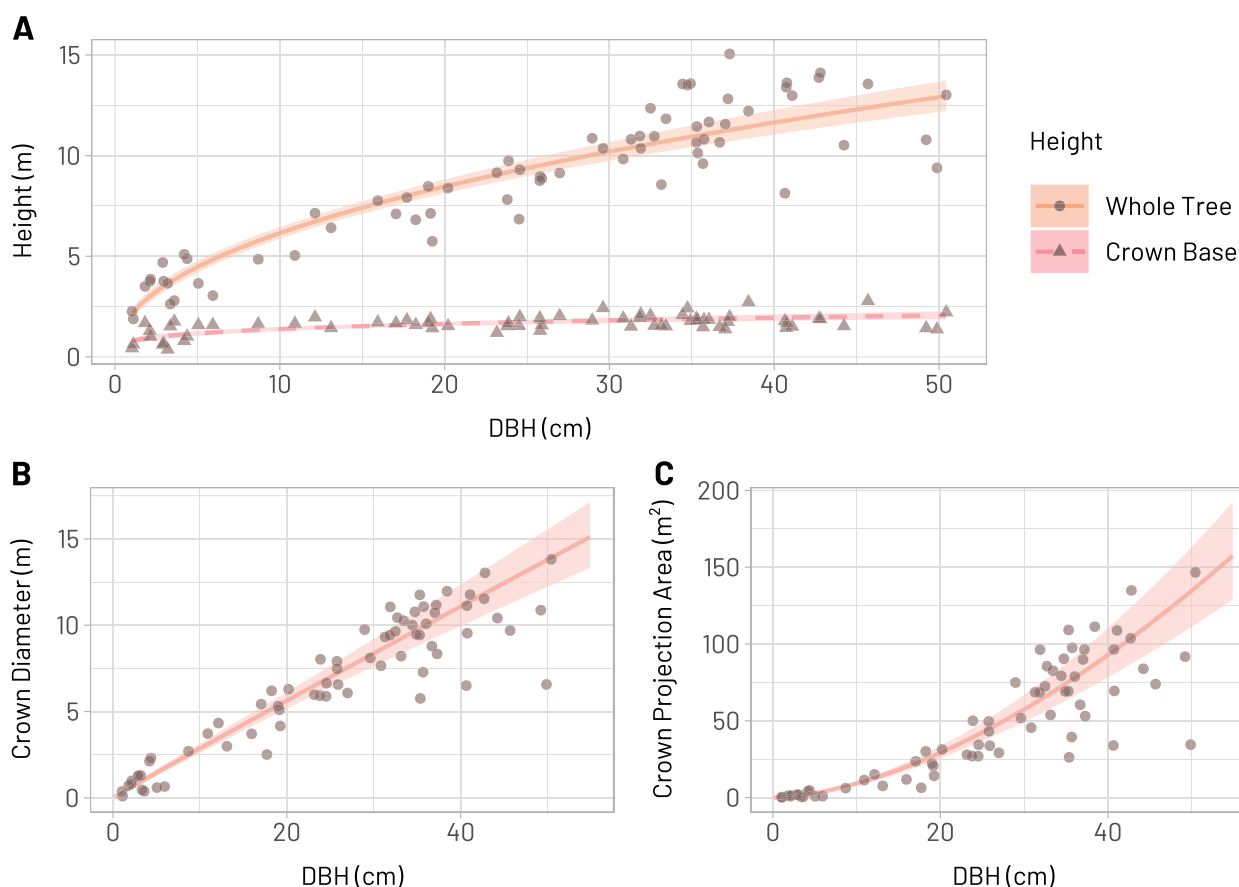 A
Height (m)
15
10
5
0
0 10 20 30 40 50
DBH (cm)
Height
Whole Tree
Crown Base
B
Crown Diameter (m)
15
10
5
0
0 20 40
DBH (cm)
C
Crown Projection Area (m²)
200
150
100
50
0
0 20 40
DBH (cm)